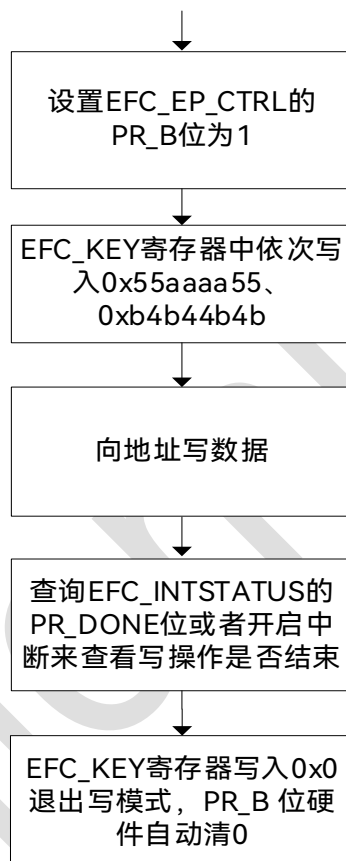 设置EFC_EP_CTRL的
PR_B位为1
EFC_KEY寄存器中依次写
入0x55aaaa55、
0xb4b44b4b
向地址写数据
查询EFC_INTSTATUS的
PR_DONE位或者开启中
断来查看写操作是否结束
EFC_KEY寄存器写入0x0
退出写模式，PR_B 位硬
件自动清0